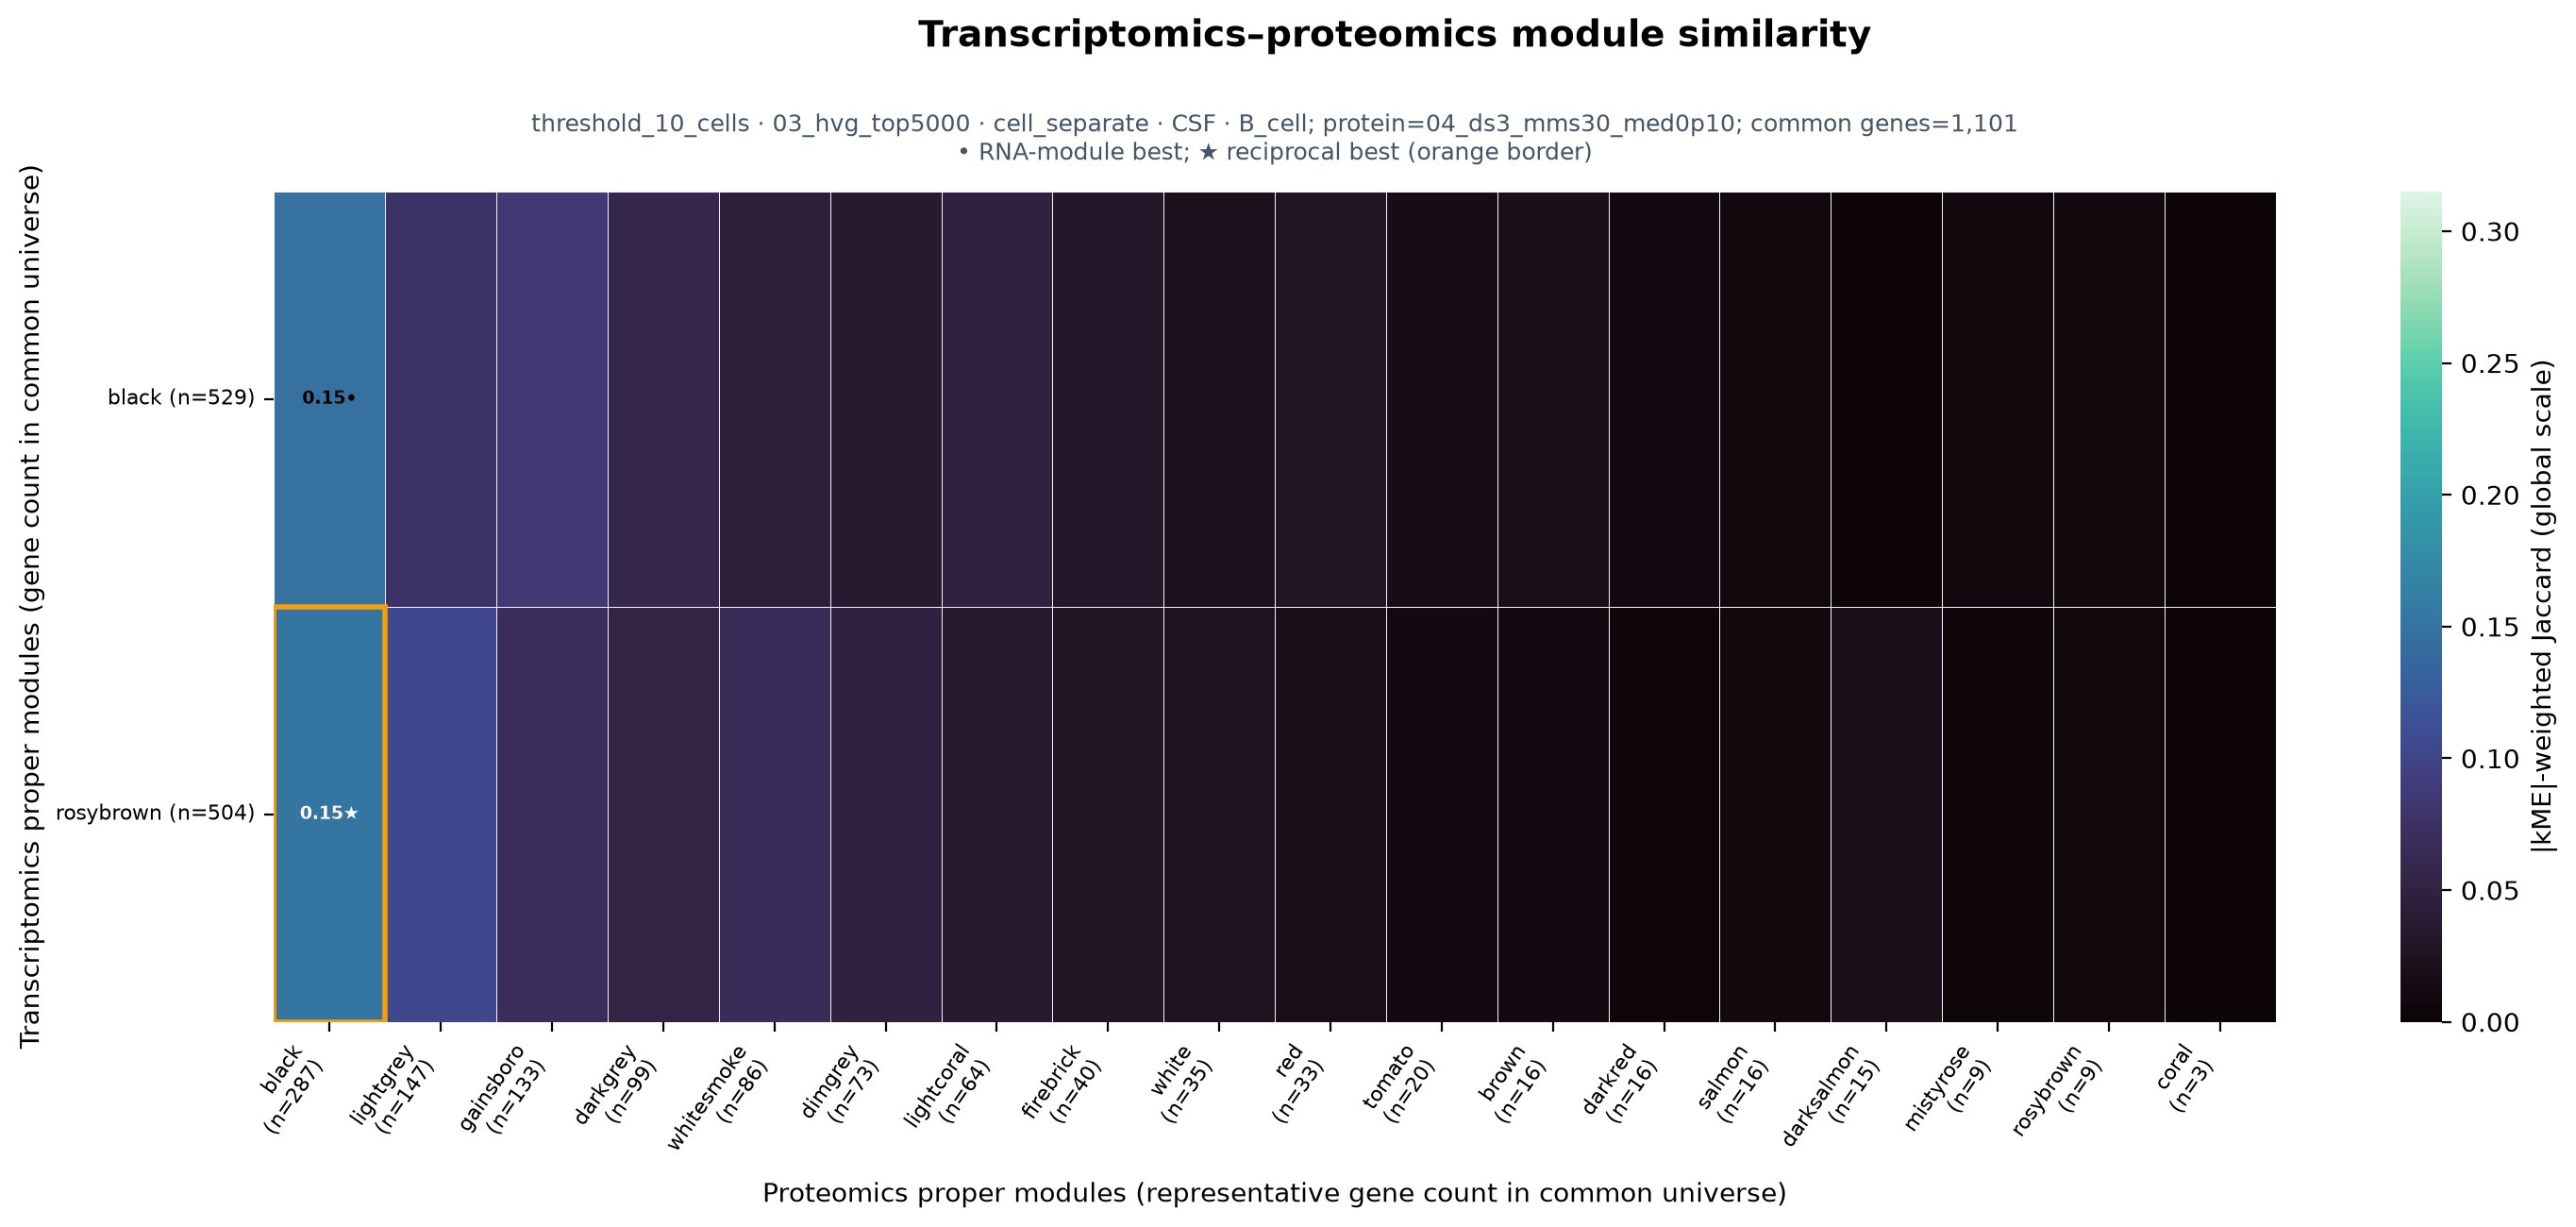 Transcriptomics–proteomics module similarity
threshold_10_cells · 03_hvg_top5000 · cell_separate · CSF · B_cell; protein=04_ds3_mms30_med0p10; common genes=1,101
• RNA-module best; ★ reciprocal best (orange border)
Transcriptomics proper modules (gene count in common universe)
black (n=529)
0.15•
rosybrown (n=504)
0.15★
black
(n=287)
lightgrey
(n=147)
gainsboro
(n=133)
darkgrey
(n=99)
whitesmoke
(n=86)
dimgrey
(n=73)
lightcoral
(n=64)
firebrick
(n=40)
white
(n=35)
red
(n=33)
tomato
(n=20)
brown
(n=16)
darkred
(n=16)
salmon
(n=16)
darksalmon
(n=15)
mistyrose
(n=9)
rosybrown
(n=9)
coral
(n=3)
Proteomics proper modules (representative gene count in common universe)
0.30
0.25
0.20
0.15
0.10
0.05
0.00
|kME|-weighted Jaccard (global scale)